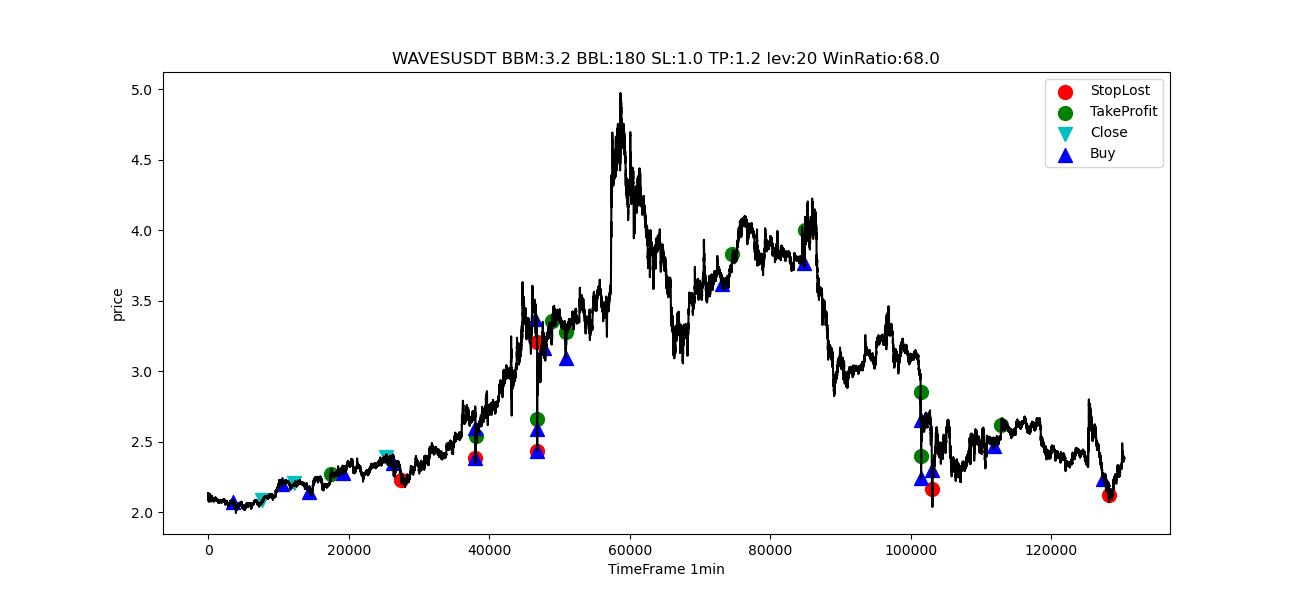 WAVESUSDT BBM:3.2 BBL:180 SL:1.0 TP:1.2 lev:20 WinRatio:68.0
StopLost
TakeProfit
Close
Buy
price
5.0
4.5
4.0
3.5
3.0
2.5
2.0
0 20000 40000 60000 80000 100000 120000
TimeFrame 1min